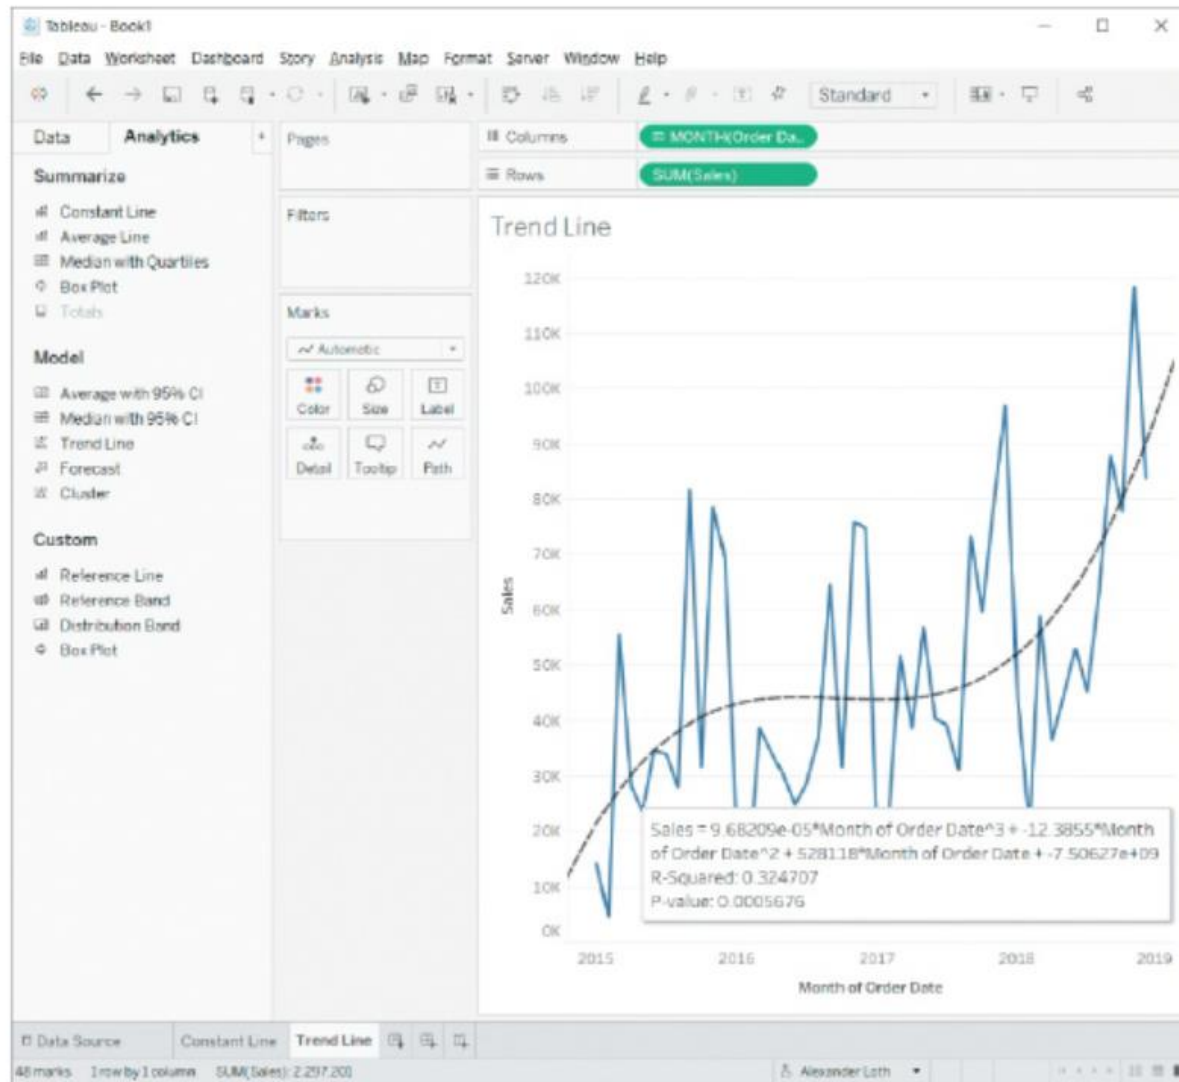 Tableau - Book1
File Data Worksheet Dashboard Story Analysis Map Format Server Window Help
Standard
Data Analytics
Pages
Columns
MONTH(Order Da..
Rows
SUM(Sales)
Summarize
Constant Line
Average Line
Median with Quartiles
Box Plot
Totals
Model
Average with 95% CI
Median with 95% CI
Trend Line
Forecast
Cluster
Custom
Reference Line
Reference Band
Distribution Band
Box Plot
Filters
Marks
Automatic
Color Size Label
Detail Tooltip Path
Trend Line
120K
110K
100K
90K
80K
70K
60K
50K
40K
30K
20K
10K
0K
Sales
Sales = 9.68209e-05*Month of Order Date^3 + -12.3855*Month
of Order Date^2 + 528118*Month of Order Date + -7.50627e+09
R-Squared: 0.324707
P-value: 0.0005676
2015 2016 2017 2018 2019
Month of Order Date
Data Source Constant Line Trend Line
48 marks 1 row by 1 column SUM(Sales): 2,297,201 Alexander Loth